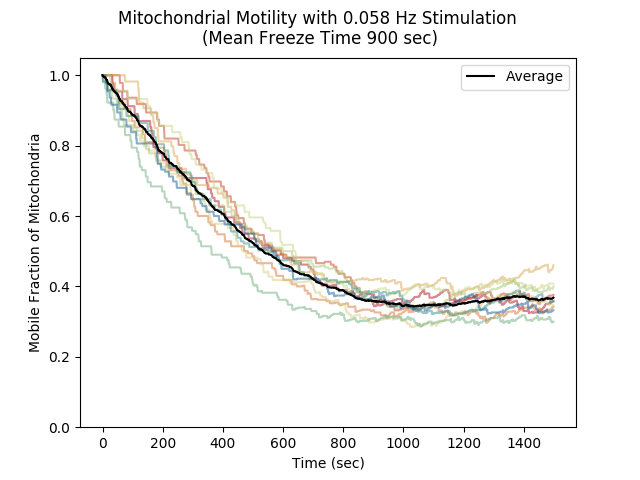 Mitochondrial Motility with 0.058 Hz Stimulation
(Mean Freeze Time 900 sec)
Average
Mobile Fraction of Mitochondria
1.0
0.8
0.6
0.4
0.2
0.0
0 200 400 600 800 1000 1200 1400
Time (sec)